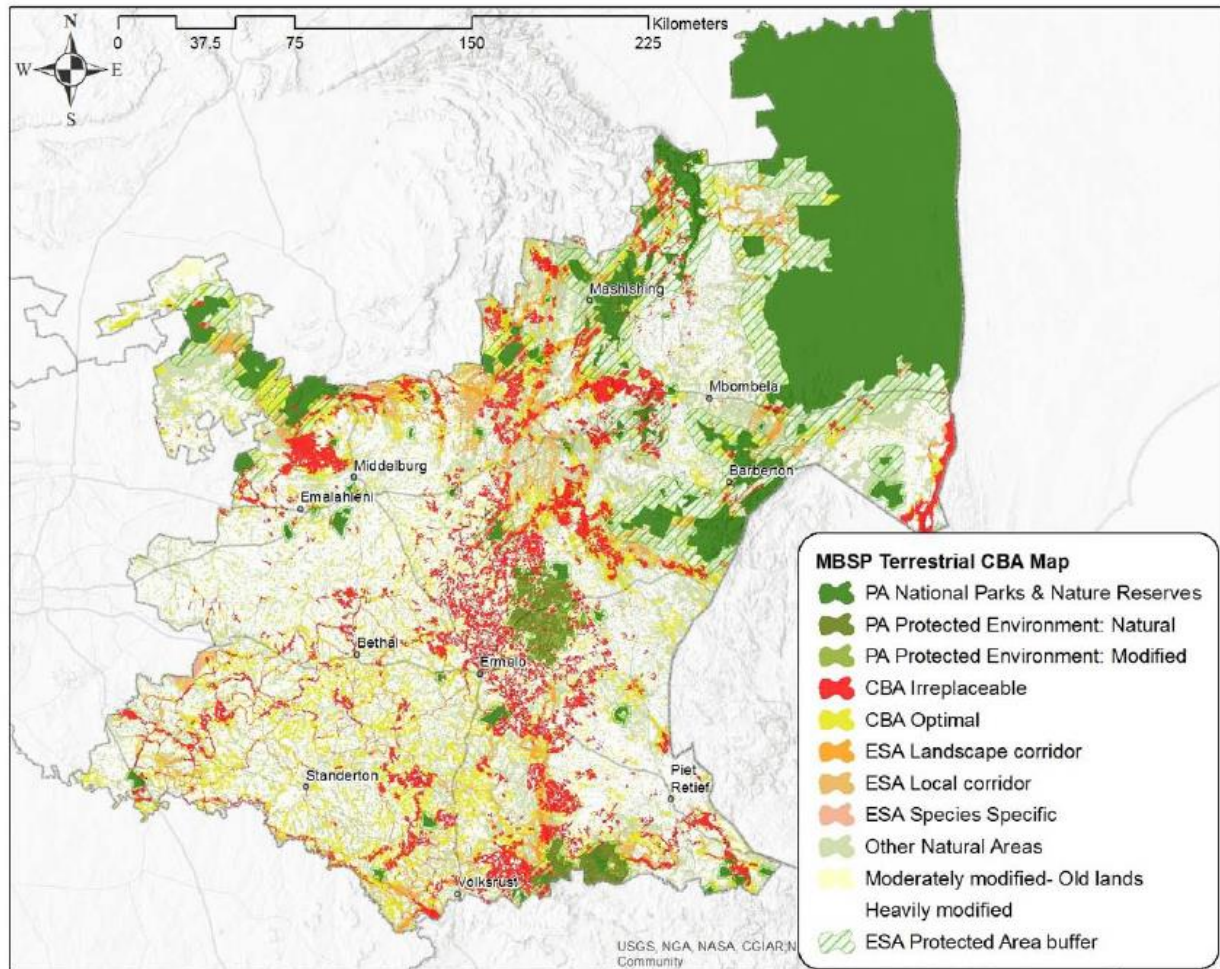 N
W E
S
Kilometers
0 37.5 75 150 225
Mashishing
Mbombela
Middelburg
Barberton
Emalahleni
Bethal
Ermelo
Standerton
Piet
Retief
Volksrust
MBSP Terrestrial CBA Map
PA National Parks & Nature Reserves
PA Protected Environment: Natural
PA Protected Environment: Modified
CBA Irreplaceable
CBA Optimal
ESA Landscape corridor
ESA Local corridor
ESA Species Specific
Other Natural Areas
Moderately modified- Old lands
Heavily modified
ESA Protected Area buffer
USGS, NGA, NASA, CGIAR,N
Community